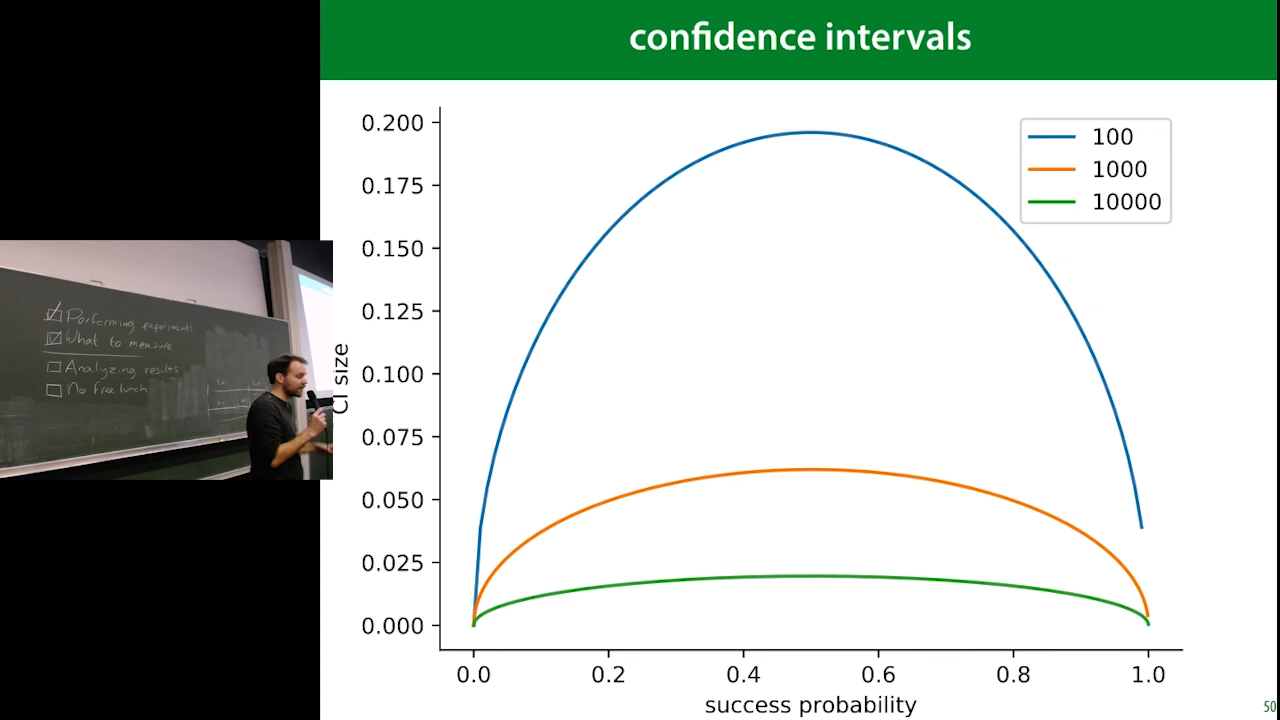 confidence intervals
0.200
0.175
0.150
0.125
0.100
0.075
0.050
0.025
0.000
CI size
0.0 0.2 0.4 0.6 0.8 1.0
success probability
100
1000
10000
Performing experiments
What to measure
Analyzing results
No free lunch
50